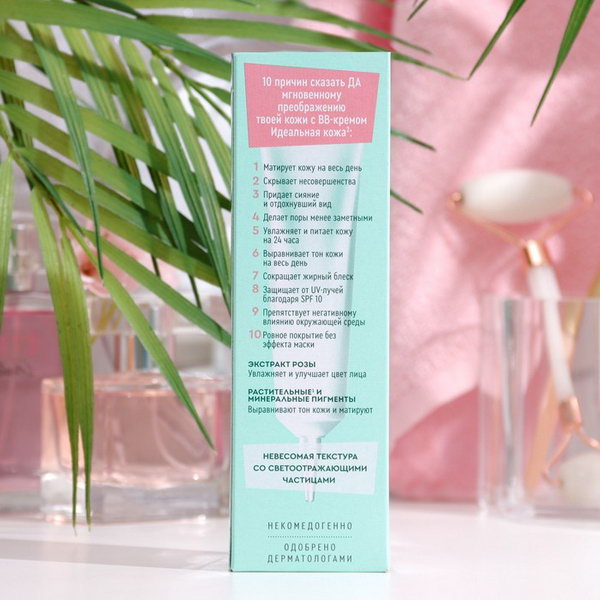 10 причин сказать ДА
мгновенному
преображению
твоей кожи с ВВ-кремом
Идеальная кожа²:
1 Матирует кожу на весь день
2 Скрывает несовершенства
3 Придает сияние
и отдохнувший вид
4 Делает поры менее заметными
5 Увлажняет и питает кожу
на 24 часа
6 Выравнивает тон кожи
на весь день
7 Сокращает жирный блеск
8 Защищает от UV-лучей
благодаря SPF 10
9 Препятствует негативному
влиянию окружающей среды
10 Ровное покрытие без
эффекта маски
ЭКСТРАКТ РОЗЫ
Увлажняет и улучшает цвет лица
РАСТИТЕЛЬНЫЕ¹ И
МИНЕРАЛЬНЫЕ ПИГМЕНТЫ
Выравнивают тон кожи и матируют
НЕВЕСОМАЯ ТЕКСТУРА
СО СВЕТООТРАЖАЮЩИМИ
ЧАСТИЦАМИ
НЕКОМЕДОГЕННО
ОДОБРЕНО
ДЕРМАТОЛОГАМИ